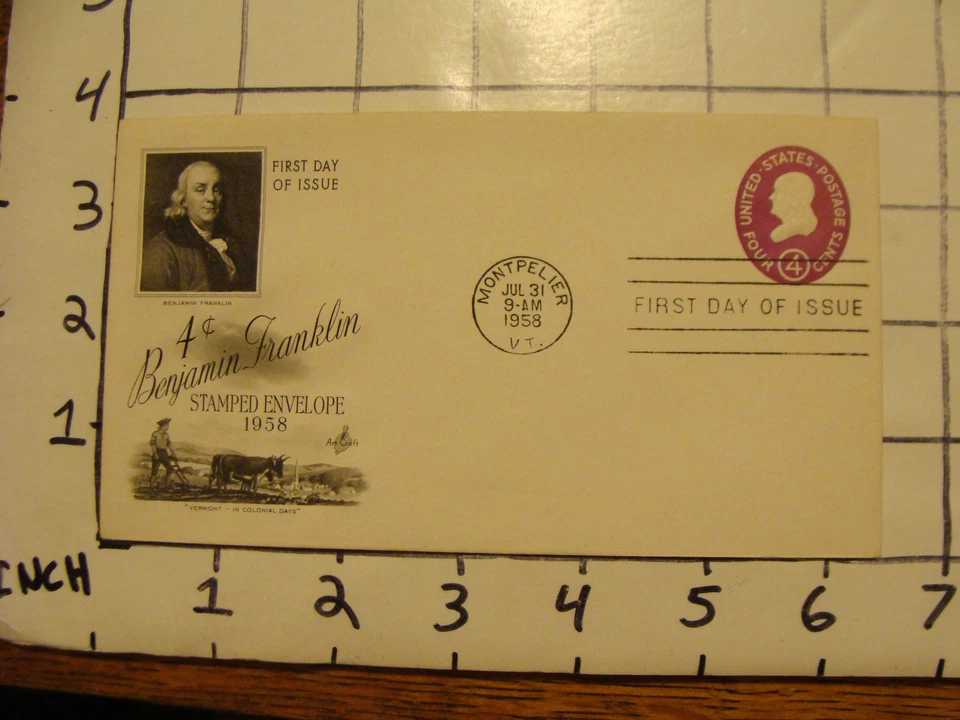 4
3
2
1
INCH
1 2 3 4 5 6 7
FIRST DAY
OF ISSUE
BENJAMIN FRANKLIN
4¢
Benjamin Franklin
STAMPED ENVELOPE
1958
Art Craft
"VERMONT - IN COLONIAL DAYS"
MONTPELIER
JUL 31
9-AM
1958
VT.
UNITED·STATES·POSTAGE
FOUR 4 CENTS
FIRST DAY OF ISSUE